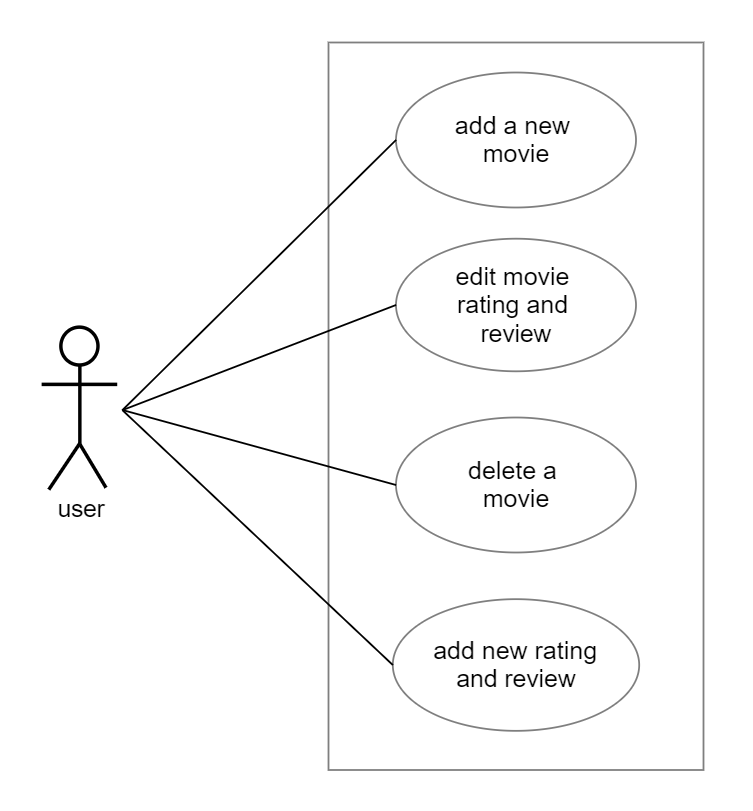 add a new
movie
edit movie
rating and
review
delete a
movie
user
add new rating
and review